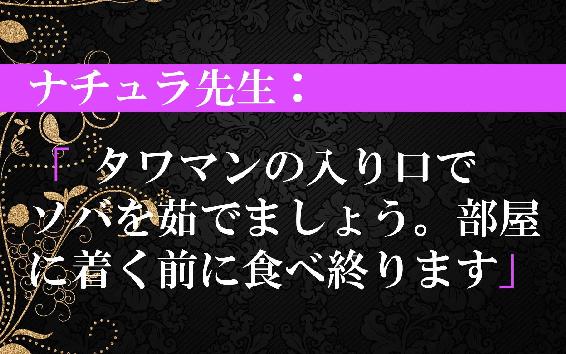 ナチュラ先生：
「タワマンの入り口で
ソバを茹でましょう。部屋
に着く前に食べ終ります」